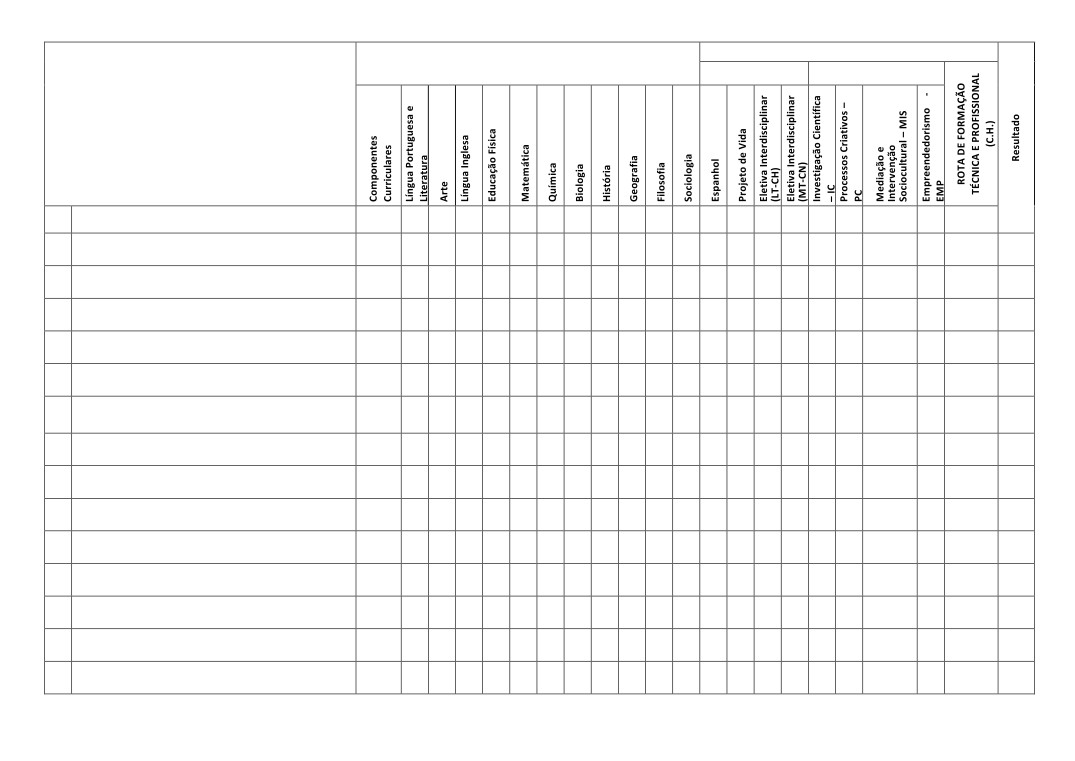 Componentes
Curriculares
Língua Portuguesa e
Literatura
Arte
Língua Inglesa
Educação Física
Matemática
Química
Biologia
História
Geografia
Filosofia
Sociologia
Espanhol
Projeto de Vida
Eletiva Interdisciplinar
(LT-CH)
Eletiva Interdisciplinar
(MT-CN)
Investigação Científica
– IC
Processos Criativos –
PC
Mediação e
Intervenção
Sociocultural – MIS
Empreendedorismo -
EMP
ROTA DE FORMAÇÃO
TÉCNICA E PROFISSIONAL
(C.H.)
Resultado